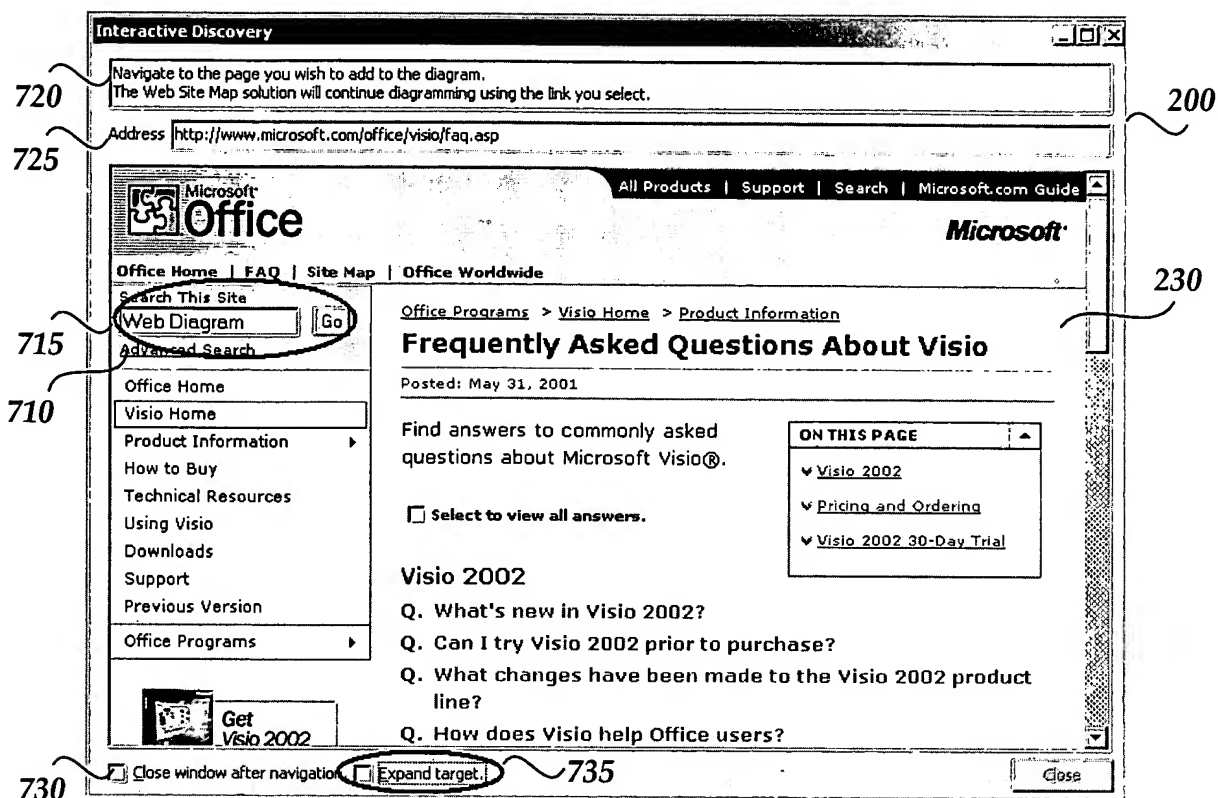 Interactive Discovery
720
Navigate to the page you wish to add to the diagram.
The Web Site Map solution will continue diagramming using the link you select.
200
725
Address http://www.microsoft.com/office/visio/faq.asp
Microsoft
Office
All Products | Support | Search | Microsoft.com Guide
Microsoft
Office Home | FAQ | Site Map | Office Worldwide
230
Search This Site
Web Diagram Go
715
Advanced Search
710
Office Home
Visio Home
Product Information
How to Buy
Technical Resources
Using Visio
Downloads
Support
Previous Version
Office Programs
Get
Visio 2002
Office Programs > Visio Home > Product Information
Frequently Asked Questions About Visio
Posted: May 31, 2001
Find answers to commonly asked
questions about Microsoft Visio®.
Select to view all answers.
ON THIS PAGE
Visio 2002
Pricing and Ordering
Visio 2002 30-Day Trial
Visio 2002
Q. What's new in Visio 2002?
Q. Can I try Visio 2002 prior to purchase?
Q. What changes have been made to the Visio 2002 product
line?
Q. How does Visio help Office users?
730
Close window after navigation.
Expand target.
735
Close